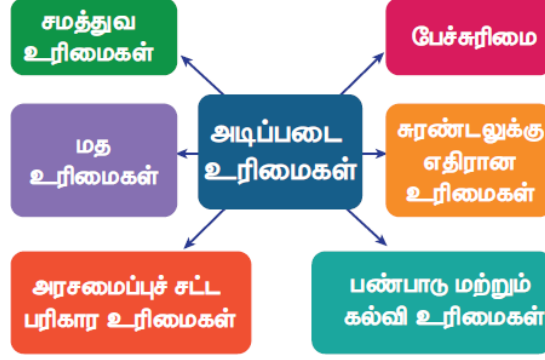 சமத்துவ
உரிமைகள்
பேச்சுரிமை
அடிப்படை
உரிமைகள்
மத
உரிமைகள்
சுரண்டலுக்கு
எதிரான
உரிமைகள்
அரசமைப்புச் சட்ட
பரிகார உரிமைகள்
பண்பாடு மற்றும்
கல்வி உரிமைகள்